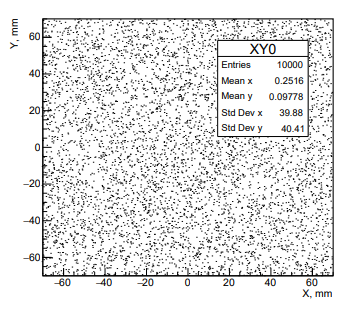 Y, mm
XY0
Entries 10000
Mean x 0.2516
Mean y 0.09778
Std Dev x 39.88
Std Dev y 40.41
60
40
20
0
−20
−40
−60
−60 −40 −20 0 20 40 60
X, mm